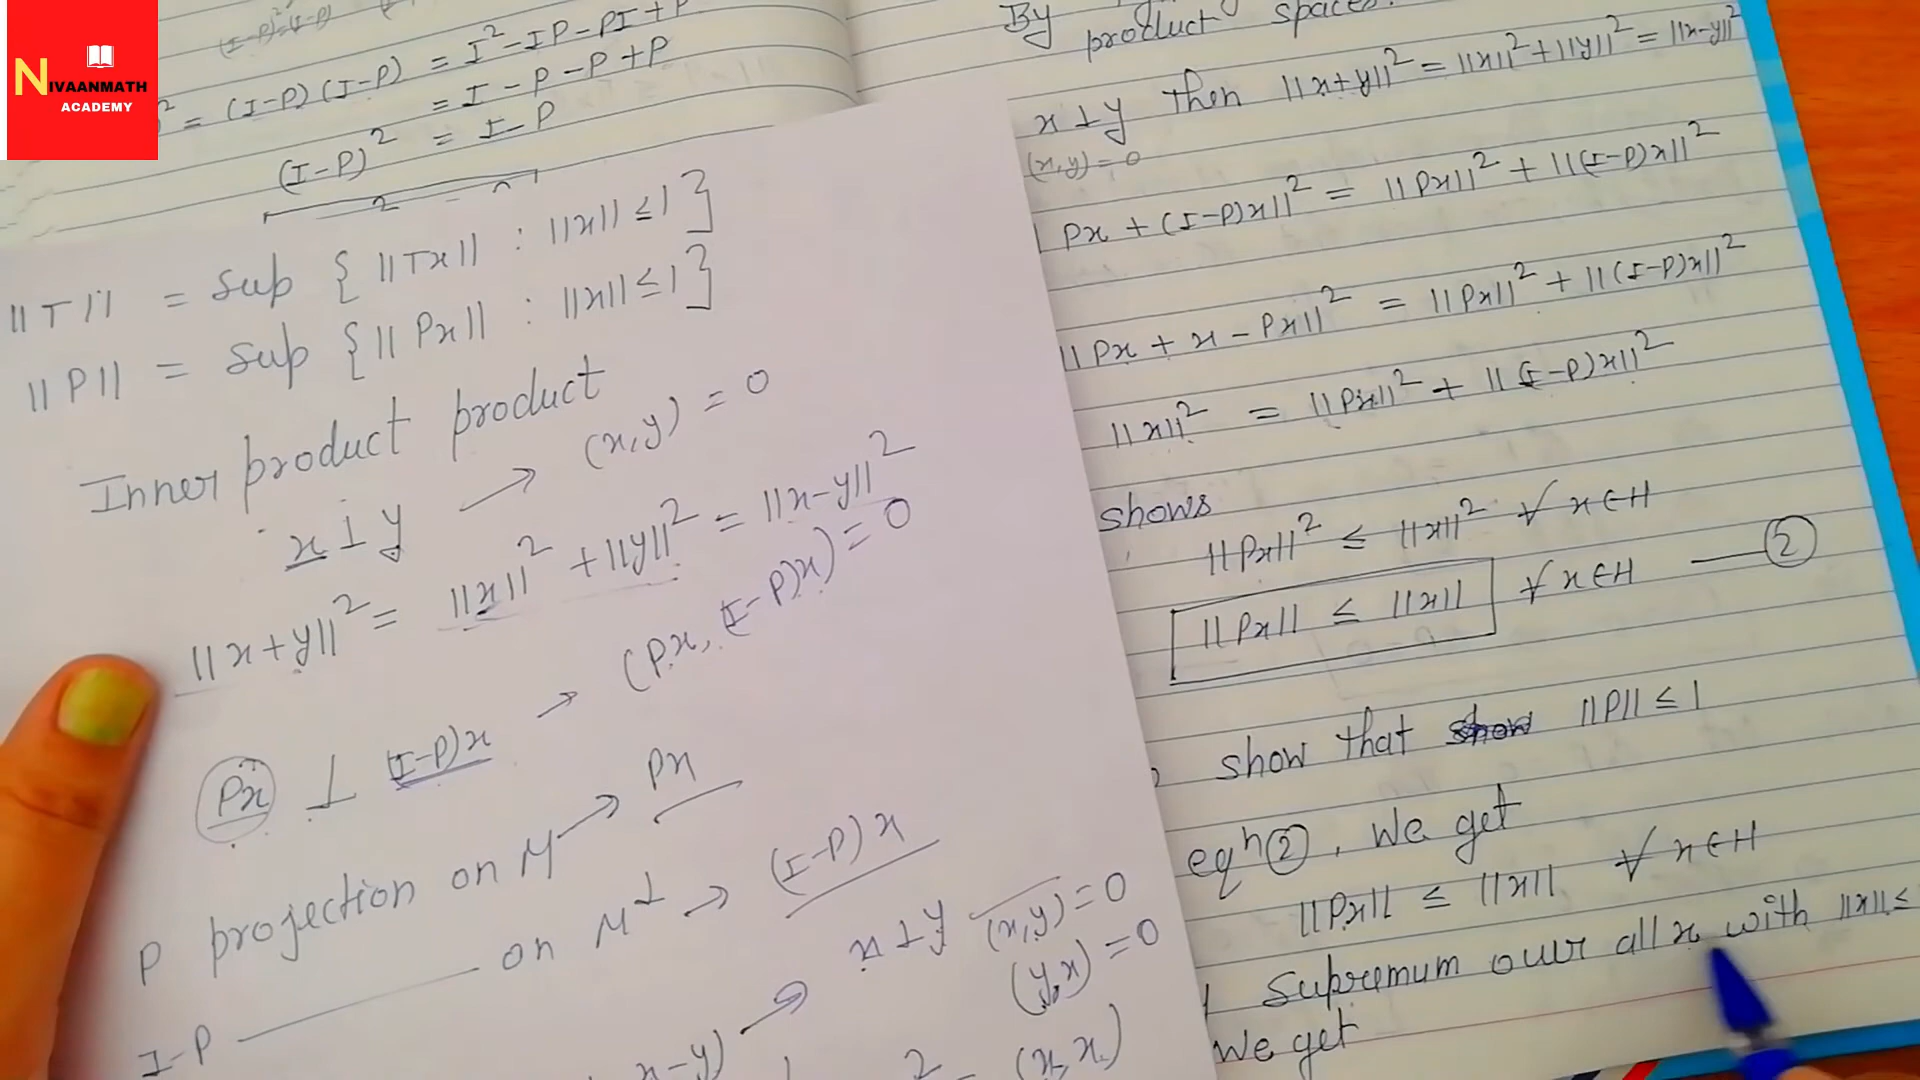 NIVAANMATH
ACADEMY
² = (I-P)(I-P) = I²-IP-PI+P
= I-P-P+P
(I-P)² = I-P
||T|| = Sup {||Tx|| : ||x||≤1}
||P|| = Sup {||Px|| : ||x||≤1}
Inner product product
x⊥y → (x,y) = 0
||x+y||² = ||x||²+||y||² = ||x-y||²
Px ⊥ (I-P)x → (Px, (I-P)x) = 0
P projection on M → Px
I-P — on M⊥ → (I-P)x
x⊥y (x,y)=0
(y,x)=0
x-y)
(x,x)
By
product spaces.
x⊥y then ||x+y||² = ||x||²+||y||² = ||x-y||²
(x,y)=0
Px+(I-P)x||² = ||Px||²+||(I-P)x||²
||Px+x-Px||² = ||Px||²+||(I-P)x||²
||x||² = ||Px||²+||(I-P)x||²
shows
||Px||² ≤ ||x||² ∀ x∈H
||Px|| ≤ ||x|| ∀ x∈H — ②
show that ||P|| ≤ 1
eqⁿ②, We get
||Px|| ≤ ||x|| ∀ x∈H
Supremum over all x with ||x||≤
We get